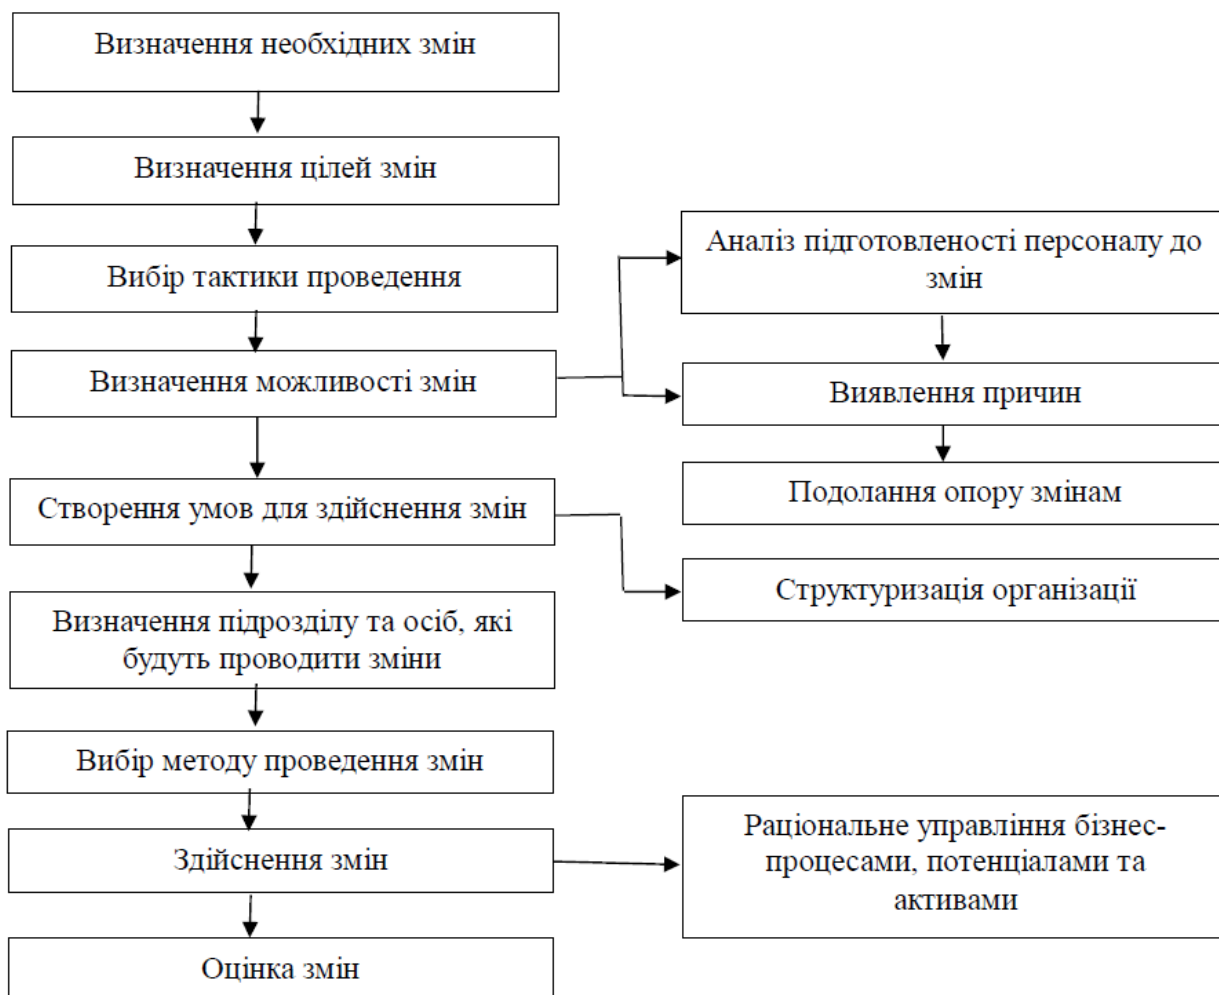 Визначення необхідних змін
Визначення цілей змін
Вибір тактики проведення
Визначення можливості змін
Створення умов для здійснення змін
Визначення підрозділу та осіб, які
будуть проводити зміни
Вибір методу проведення змін
Здійснення змін
Оцінка змін
Аналіз підготовленості персоналу до
змін
Виявлення причин
Подолання опору змінам
Структуризація організації
Раціональне управління бізнес-
процесами, потенціалами та
активами